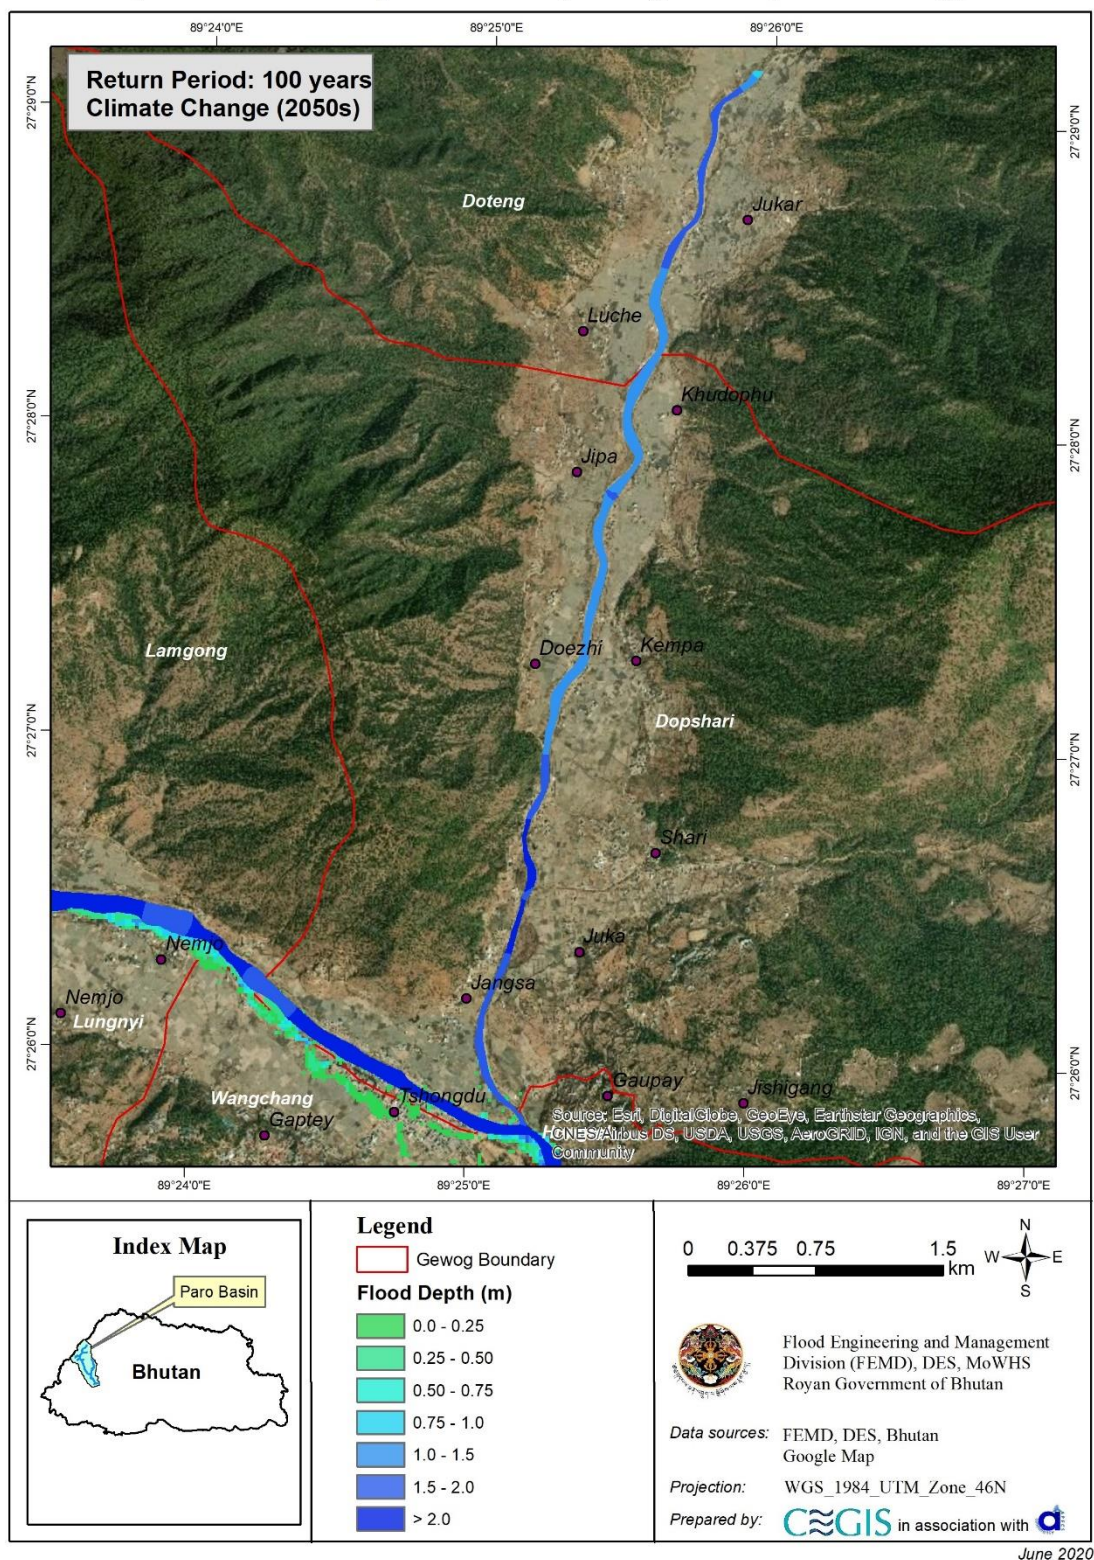 89°24'0"E
89°25'0"E
89°26'0"E
Return Period: 100 years
Climate Change (2050s)
27°29'0"N
27°29'0"N
Doteng
Jukar
Luche
27°28'0"N
Khudophu
27°28'0"N
Jipa
Lamgong
Doezhi
Kempa
Dopshari
27°27'0"N
27°27'0"N
Shari
Nemjo
Juka
Jangsa
Nemjo
Lungnyi
27°26'0"N
27°26'0"N
Gaupay
Jishigang
Wangchang
Tshongdu
Gaptey
Source: Esri, DigitalGlobe, GeoEye, Earthstar Geographics,
CNES/Airbus DS, USDA, USGS, AeroGRID, IGN, and the GIS User
Community
89°24'0"E
89°25'0"E
89°26'0"E
89°27'0"E
Index Map
Paro Basin
Bhutan
Legend
Gewog Boundary
Flood Depth (m)
0.0 - 0.25
0.25 - 0.50
0.50 - 0.75
0.75 - 1.0
1.0 - 1.5
1.5 - 2.0
> 2.0
0 0.375 0.75 1.5
km
N
W E
S
Flood Engineering and Management
Division (FEMD), DES, MoWHS
Royan Government of Bhutan
Data sources: FEMD, DES, Bhutan
Google Map
Projection: WGS_1984_UTM_Zone_46N
Prepared by: CEGIS in association with
June 2020